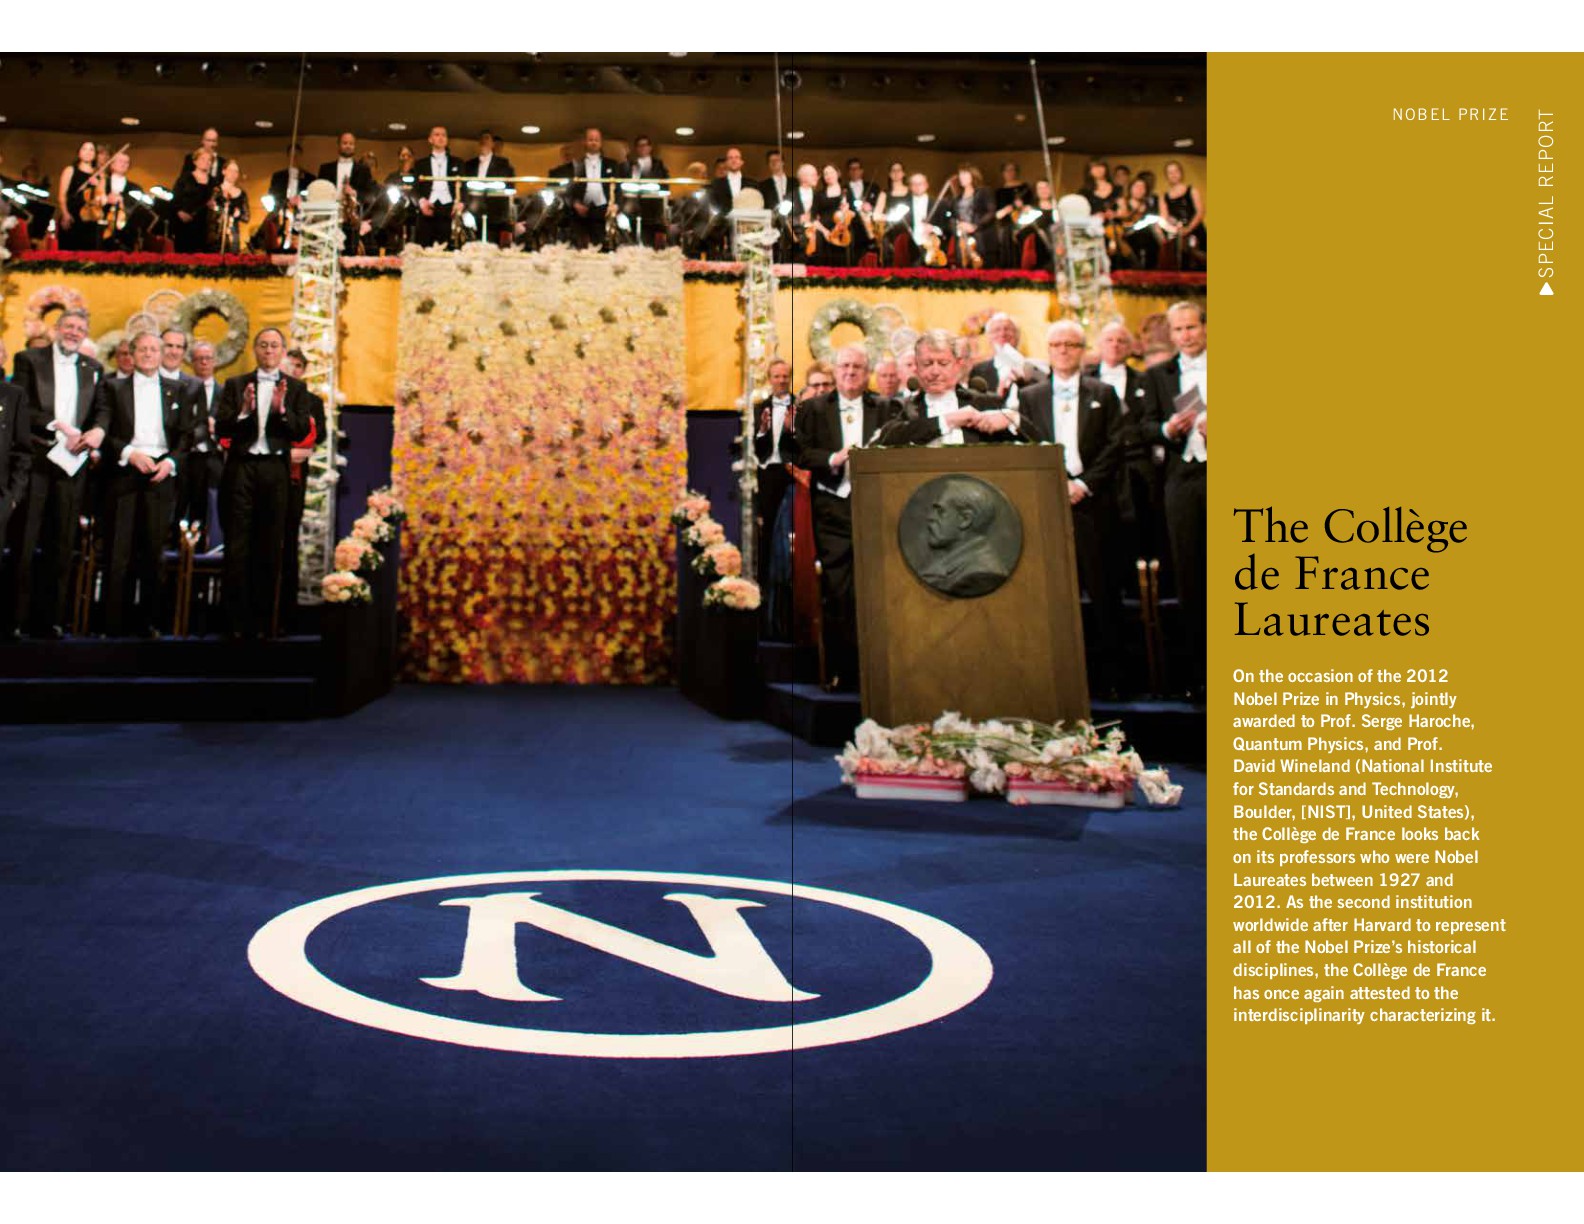 NOBEL PRIZE
SPECIAL REPORT
The Collège
de France
Laureates
On the occasion of the 2012
Nobel Prize in Physics, jointly
awarded to Prof. Serge Haroche,
Quantum Physics, and Prof.
David Wineland (National Institute
for Standards and Technology,
Boulder, [NIST], United States),
the Collège de France looks back
on its professors who were Nobel
Laureates between 1927 and
2012. As the second institution
worldwide after Harvard to represent
all of the Nobel Prize’s historical
disciplines, the Collège de France
has once again attested to the
interdisciplinarity characterizing it.
N